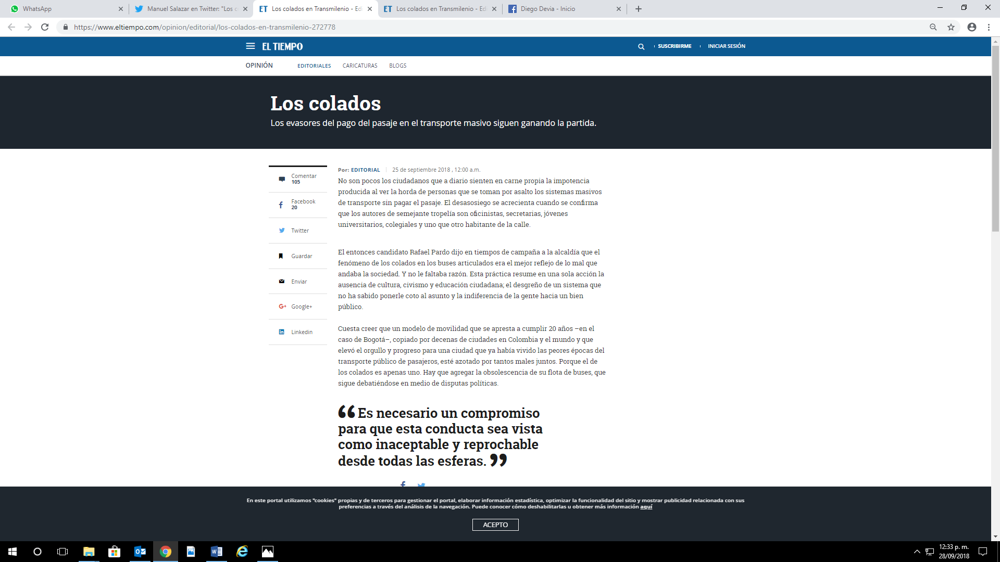 WhatsApp
Manuel Salazar en Twitter: "Los c
Los colados en Transmilenio - Edi
Los colados en Transmilenio - Edi
Diego Devia - Inicio
https://www.eltiempo.com/opinion/editorial/los-colados-en-transmilenio-272778
EL TIEMPO
SUSCRIBIRME
INICIAR SESIÓN
OPINIÓN
EDITORIALES
CARICATURAS
BLOGS
Los colados
Los evasores del pago del pasaje en el transporte masivo siguen ganando la partida.
Comentar
105
Facebook
20
Twitter
Guardar
Enviar
Google+
Linkedin
Por: EDITORIAL
25 de septiembre 2018 , 12:00 a.m.
No son pocos los ciudadanos que a diario sienten en carne propia la impotencia
producida al ver la horda de personas que se toman por asalto los sistemas masivos
de transporte sin pagar el pasaje. El desasosiego se acrecienta cuando se confirma
que los autores de semejante tropelía son oficinistas, secretarias, jóvenes
universitarios, colegiales y uno que otro habitante de la calle.
El entonces candidato Rafael Pardo dijo en tiempos de campaña a la alcaldía que el
fenómeno de los colados en los buses articulados era el mejor reflejo de lo mal que
andaba la sociedad. Y no le faltaba razón. Esta práctica resume en una sola acción la
ausencia de cultura, civismo y educación ciudadana; el desgreño de un sistema que
no ha sabido ponerle coto al asunto y la indiferencia de la gente hacia un bien
público.
Cuesta creer que un modelo de movilidad que se apresta a cumplir 20 años –en el
caso de Bogotá–, copiado por decenas de ciudades en Colombia y el mundo y que
elevó el orgullo y progreso para una ciudad que ya había vivido las peores épocas del
transporte público de pasajeros, esté azotado por tantos males juntos. Porque el de
los colados es apenas uno. Hay que agregar la obsolescencia de su flota de buses, que
sigue debatiéndose en medio de disputas políticas.
“Es necesario un compromiso
para que esta conducta sea vista
como inaceptable y reprochable
desde todas las esferas.”
En este portal utilizamos "cookies" propias y de terceros para gestionar el portal, elaborar información estadística, optimizar la funcionalidad del sitio y mostrar publicidad relacionada con sus
preferencias a través del análisis de la navegación. Puede conocer cómo deshabilitarlas u obtener más información aquí
ACEPTO
12:33 p. m.
28/09/2018